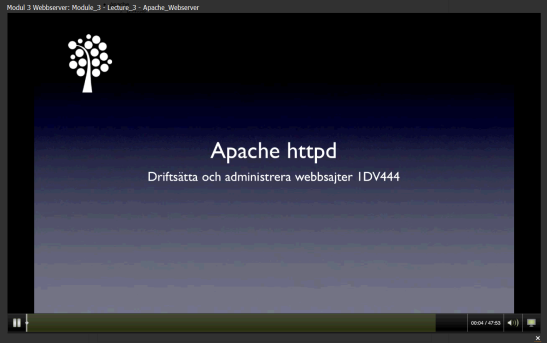 Modul 3 Webbserver: Module_3 - Lecture_3 - Apache_Webserver
Apache httpd
Driftsätta och administrera webbsajter 1DV444
00:04 / 47:53